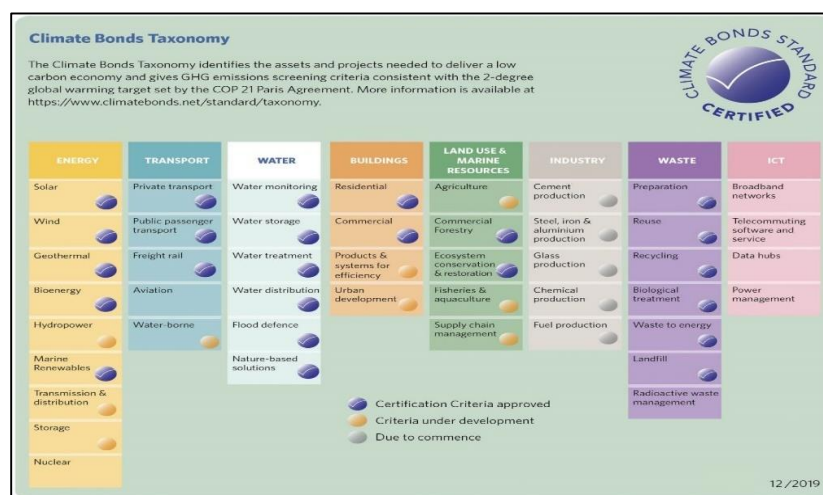 Climate Bonds Taxonomy
The Climate Bonds Taxonomy identifies the assets and projects needed to deliver a low
carbon economy and gives GHG emissions screening criteria consistent with the 2-degree
global warming target set by the COP 21 Paris Agreement. More information is available at
https://www.climatebonds.net/standard/taxonomy.
CLIMATE BONDS STANDARD
CERTIFIED
ENERGY
Solar
Wind
Geothermal
Bioenergy
Hydropower
Marine
Renewables
Transmission &
distribution
Storage
Nuclear
TRANSPORT
Private transport
Public passenger
transport
Freight rail
Aviation
Water-borne
WATER
Water monitoring
Water storage
Water treatment
Water distribution
Flood defence
Nature-based
solutions
BUILDINGS
Residential
Commercial
Products &
systems for
efficiency
Urban
development
LAND USE &
MARINE
RESOURCES
Agriculture
Commercial
Forestry
Ecosystem
conservation
& restoration
Fisheries &
aquaculture
Supply chain
management
INDUSTRY
Cement
production
Steel, iron &
aluminium
production
Glass
production
Chemical
production
Fuel production
WASTE
Preparation
Reuse
Recycling
Biological
treatment
Waste to energy
Landfill
Radioactive waste
management
ICT
Broadband
networks
Telecommuting
software and
service
Data hubs
Power
management
Certification Criteria approved
Criteria under development
Due to commence
12/2019